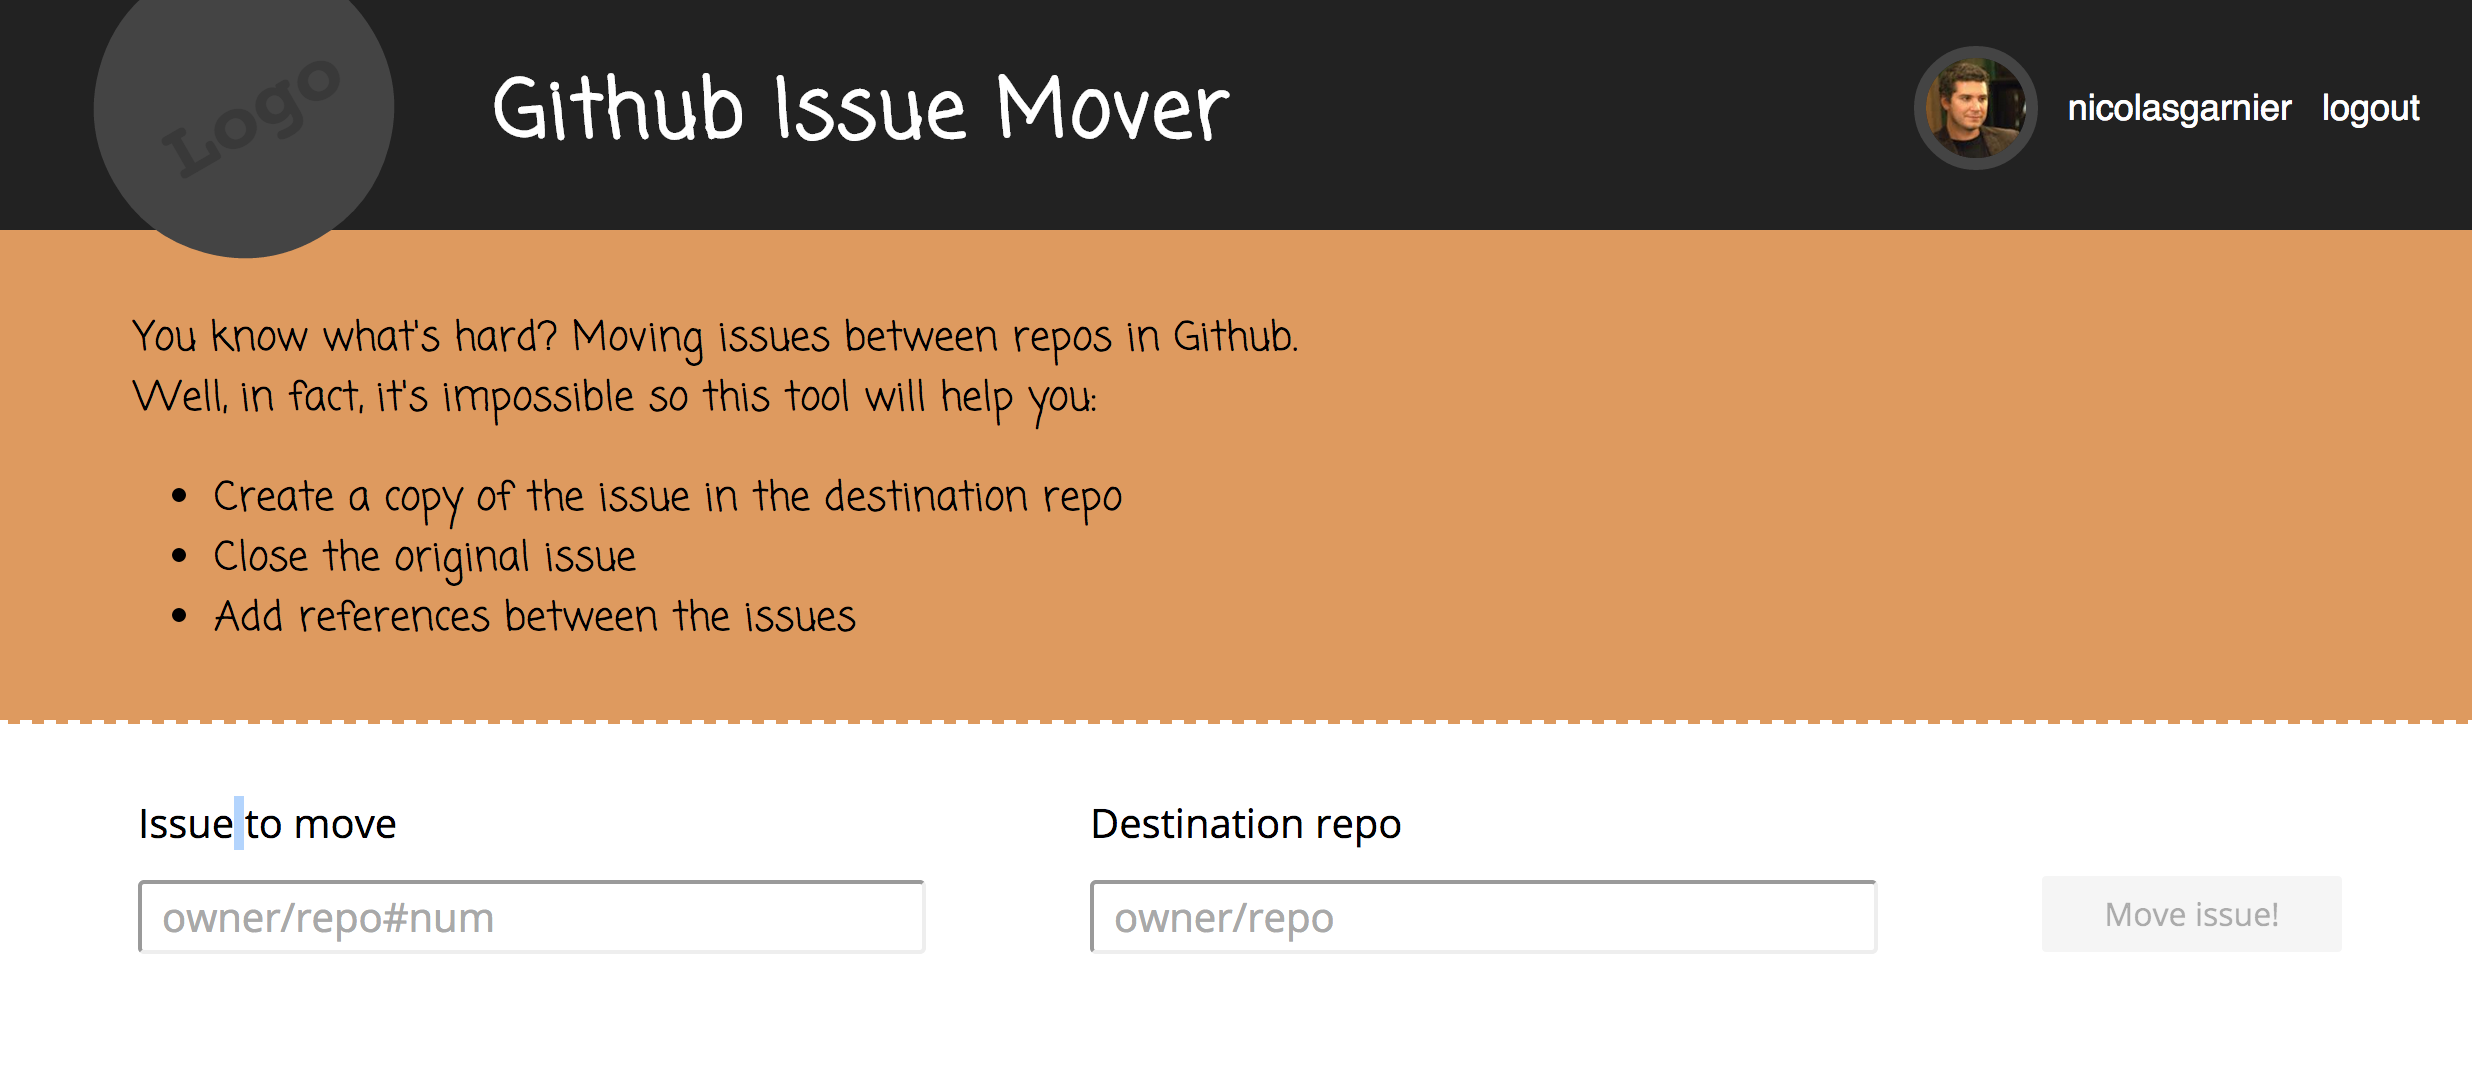 Logo
Github Issue Mover
nicolasgarnier logout
You know what's hard? Moving issues between repos in Github.
Well, in fact, it's impossible so this tool will help you:
• Create a copy of the issue in the destination repo
• Close the original issue
• Add references between the issues
Issue to move
owner/repo#num
Destination repo
owner/repo
Move issue!